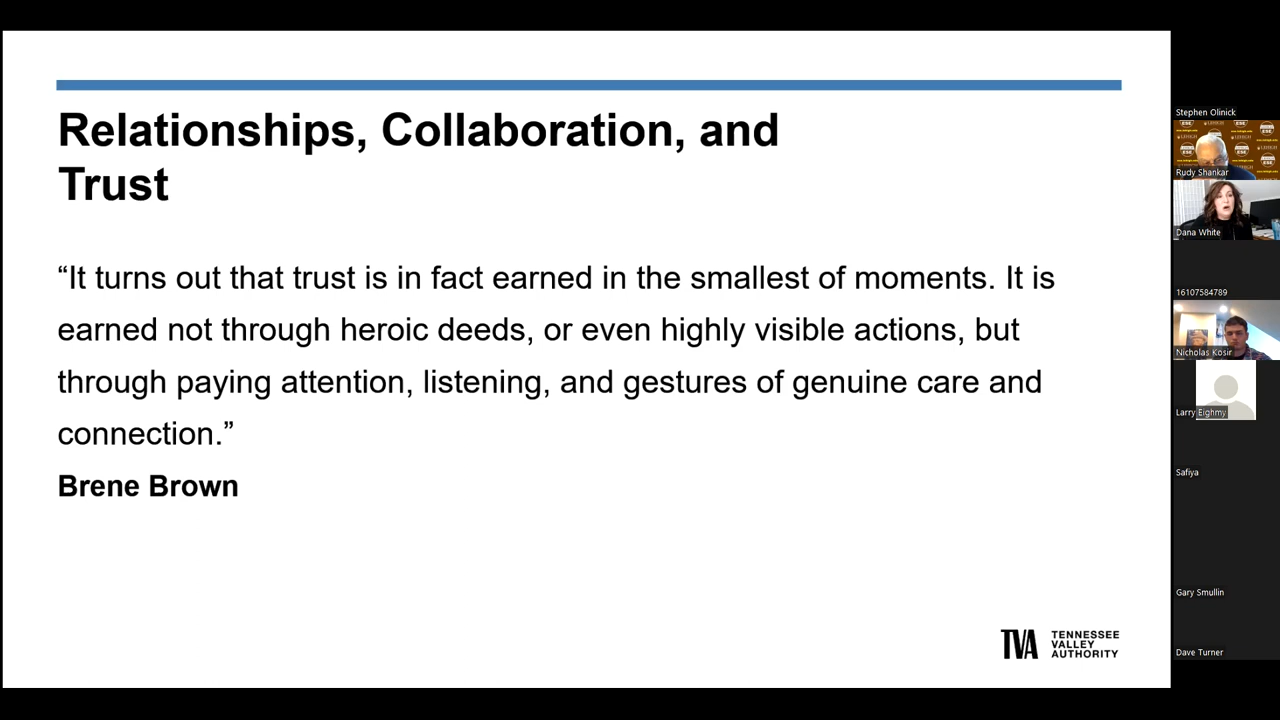 Relationships, Collaboration, and
Trust
“It turns out that trust is in fact earned in the smallest of moments. It is
earned not through heroic deeds, or even highly visible actions, but
through paying attention, listening, and gestures of genuine care and
connection.”
Brene Brown
TVA
TENNESSEE
VALLEY
AUTHORITY
Stephen Olinick
Rudy Shankar
Dana White
16107584789
Nicholas Kosir
Larry Eighmy
Safiya
Gary Smullin
Dave Turner